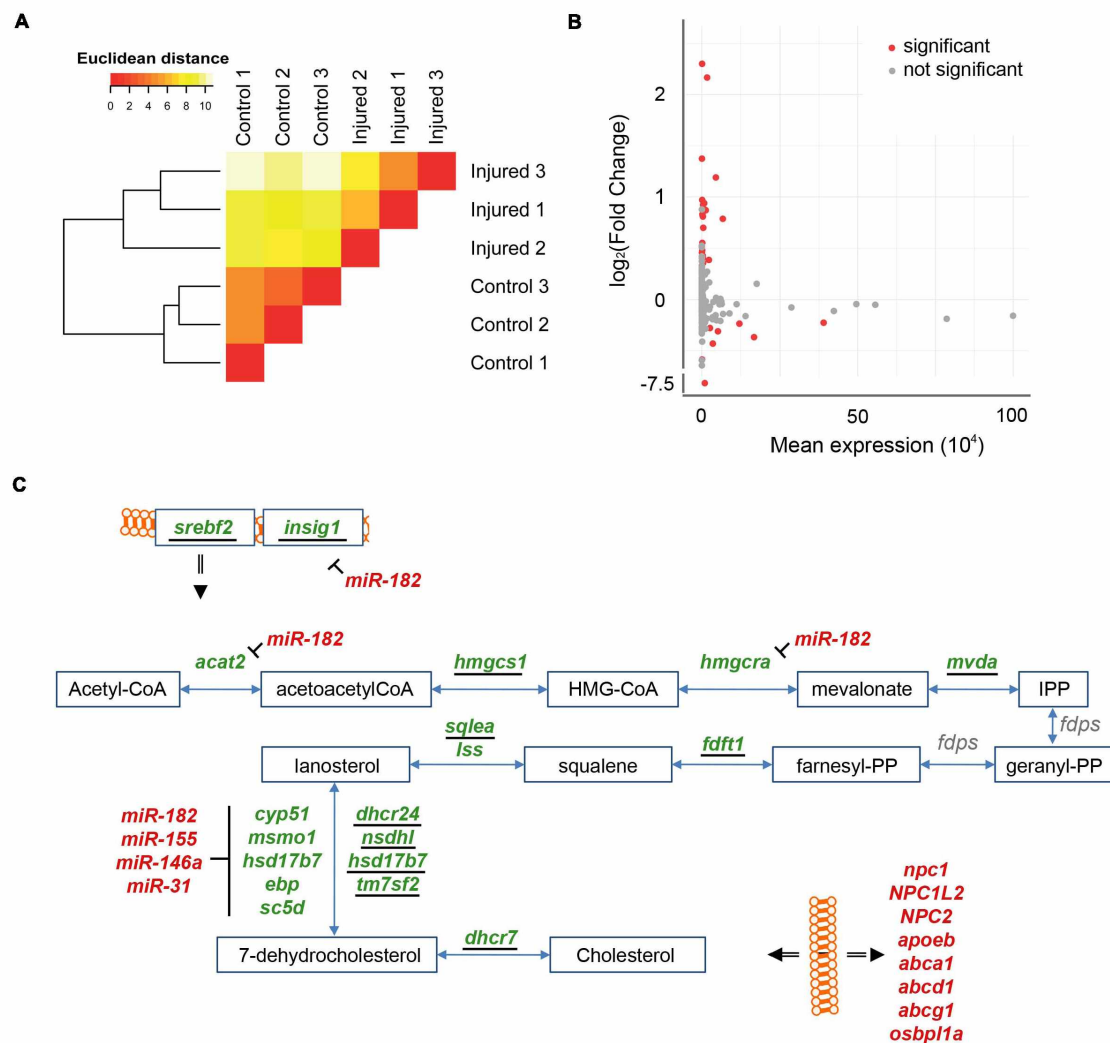 A
Euclidean distance
0 2 4 6 8 10
Control 1
Control 2
Control 3
Injured 2
Injured 1
Injured 3
Injured 3
Injured 1
Injured 2
Control 3
Control 2
Control 1
B
significant
not significant
log₂(Fold Change)
2
1
0
-7.5
0 50 100
Mean expression (10⁴)
C
srebf2 insig1
miR-182
miR-182 miR-182
acat2 hmgcs1 hmgcra mvda
Acetyl-CoA acetoacetylCoA HMG-CoA mevalonate IPP
fdps
sqlea
lss fdft1 fdps
lanosterol squalene farnesyl-PP geranyl-PP
miR-182
miR-155
miR-146a
miR-31
cyp51
msmo1
hsd17b7
ebp
sc5d
dhcr24
nsdhl
hsd17b7
tm7sf2
dhcr7
7-dehydrocholesterol Cholesterol
npc1
NPC1L2
NPC2
apoeb
abca1
abcd1
abcg1
osbpl1a